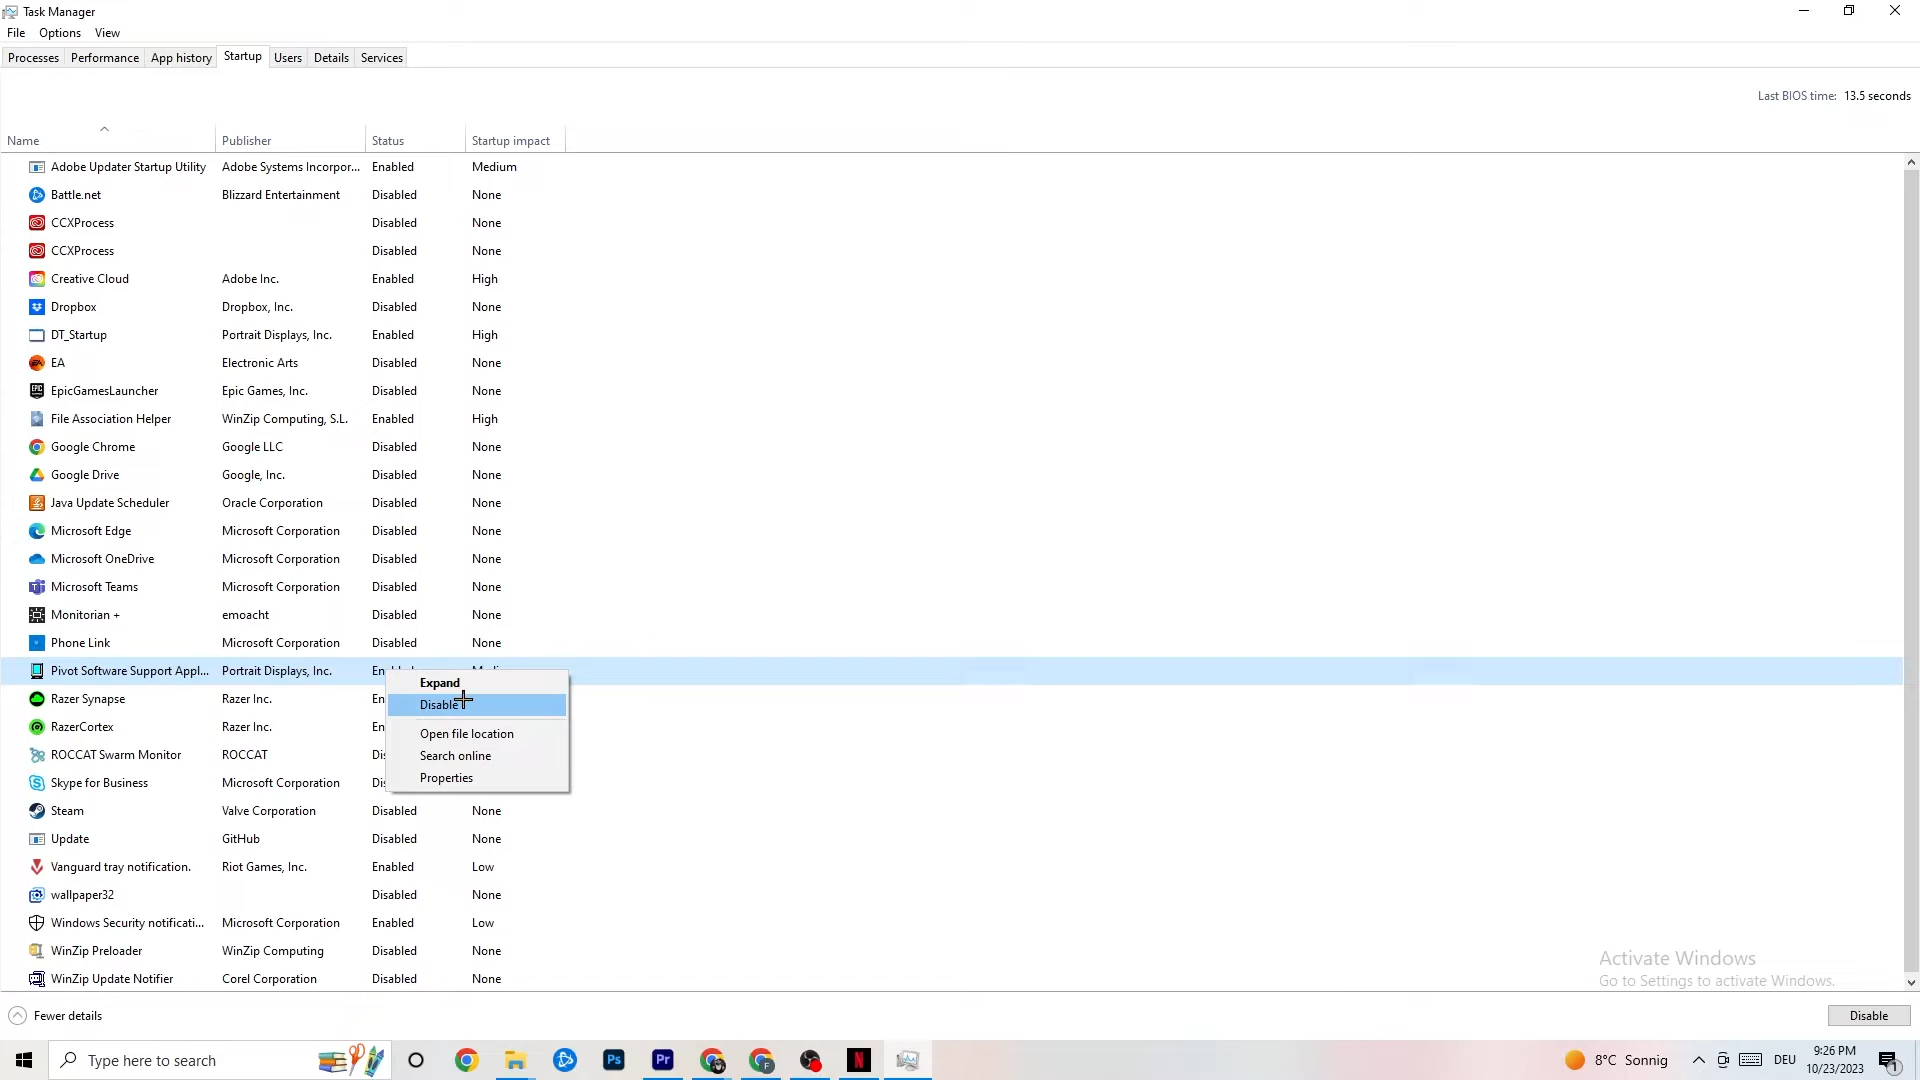 Task Manager
File Options View
Processes Performance App history Startup Users Details Services
Last BIOS time: 13.5 seconds
Name Publisher Status Startup impact
Adobe Updater Startup Utility Adobe Systems Incorpor... Enabled Medium
Battle.net Blizzard Entertainment Disabled None
CCXProcess Disabled None
CCXProcess Disabled None
Creative Cloud Adobe Inc. Enabled High
Dropbox Dropbox, Inc. Disabled None
DT_Startup Portrait Displays, Inc. Enabled High
EA Electronic Arts Disabled None
EpicGamesLauncher Epic Games, Inc. Disabled None
File Association Helper WinZip Computing, S.L. Enabled High
Google Chrome Google LLC Disabled None
Google Drive Google, Inc. Disabled None
Java Update Scheduler Oracle Corporation Disabled None
Microsoft Edge Microsoft Corporation Disabled None
Microsoft OneDrive Microsoft Corporation Disabled None
Microsoft Teams Microsoft Corporation Disabled None
Monitorian + emoacht Disabled None
Phone Link Microsoft Corporation Disabled None
Pivot Software Support Appl... Portrait Displays, Inc.
Expand
Razer Synapse Razer Inc. En
Disable
RazerCortex Razer Inc. En
Open file location
ROCCAT Swarm Monitor ROCCAT Dis
Search online
Skype for Business Microsoft Corporation Dis
Properties
Steam Valve Corporation Disabled None
Update GitHub Disabled None
Vanguard tray notification. Riot Games, Inc. Enabled Low
wallpaper32 Disabled None
Windows Security notificati... Microsoft Corporation Enabled Low
WinZip Preloader WinZip Computing Disabled None
WinZip Update Notifier Corel Corporation Disabled None
Activate Windows
Go to Settings to activate Windows.
Fewer details Disable
Type here to search Ps Pr F N 8°C Sonnig DEU 9:26 PM
10/23/2023 1